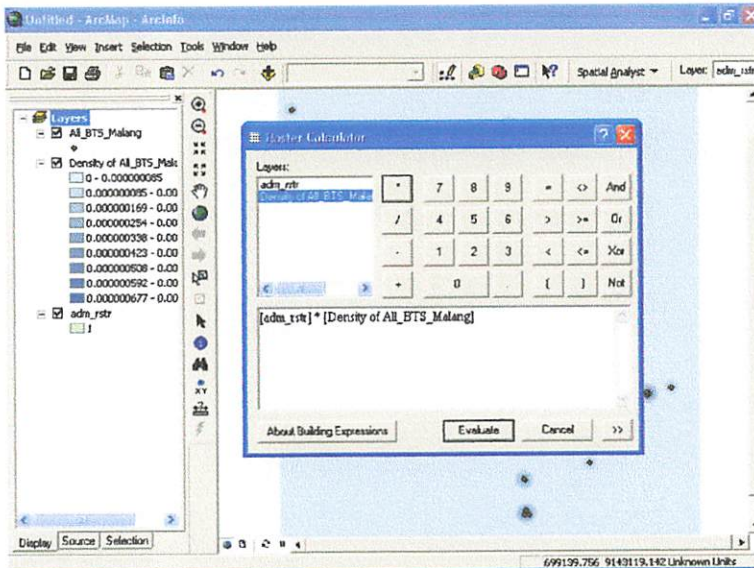 Untitled - ArcMap - ArcInfo
File Edit View Insert Selection Tools Window Help
Spatial Analyst Layer: adm_rstr
Layers
All_BTS_Malang
Density of All_BTS_Mal
0 - 0.000000085
0.000000085 - 0.00
0.000000169 - 0.00
0.000000254 - 0.00
0.000000338 - 0.00
0.000000423 - 0.00
0.000000508 - 0.00
0.000000592 - 0.00
0.000000677 - 0.00
adm_rstr
1
Raster Calculator
Layers:
adm_rstr
Density of All_BTS_Mala
* 7 8 9 = <> And
/ 4 5 6 > >= Or
- 1 2 3 < <= Xor
+ 0 . ( ) Not
[adm_rstr] * [Density of All_BTS_Malang]
About Building Expressions Evaluate Cancel >>
Display Source Selection
699139.756 9143119.142 Unknown Units